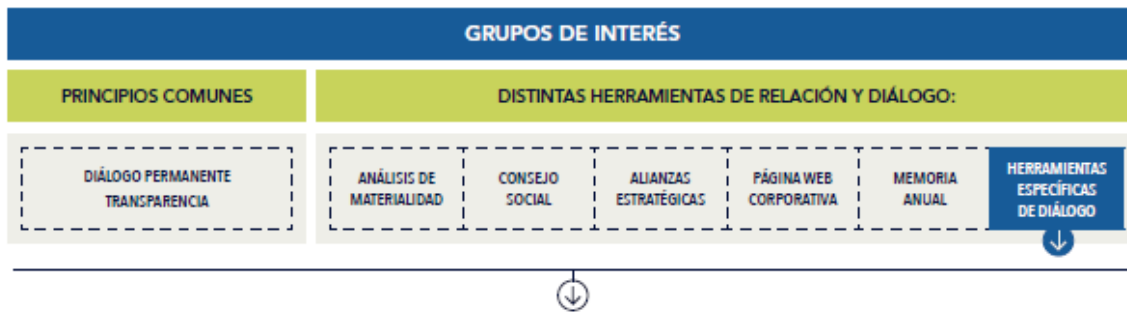 GRUPOS DE INTERÉS
PRINCIPIOS COMUNES
DISTINTAS HERRAMIENTAS DE RELACIÓN Y DIÁLOGO:
DIÁLOGO PERMANENTE
TRANSPARENCIA
ANÁLISIS DE
MATERIALIDAD
CONSEJO
SOCIAL
ALIANZAS
ESTRATÉGICAS
PÁGINA WEB
CORPORATIVA
MEMORIA
ANUAL
HERRAMIENTAS
ESPECÍFICAS
DE DIÁLOGO